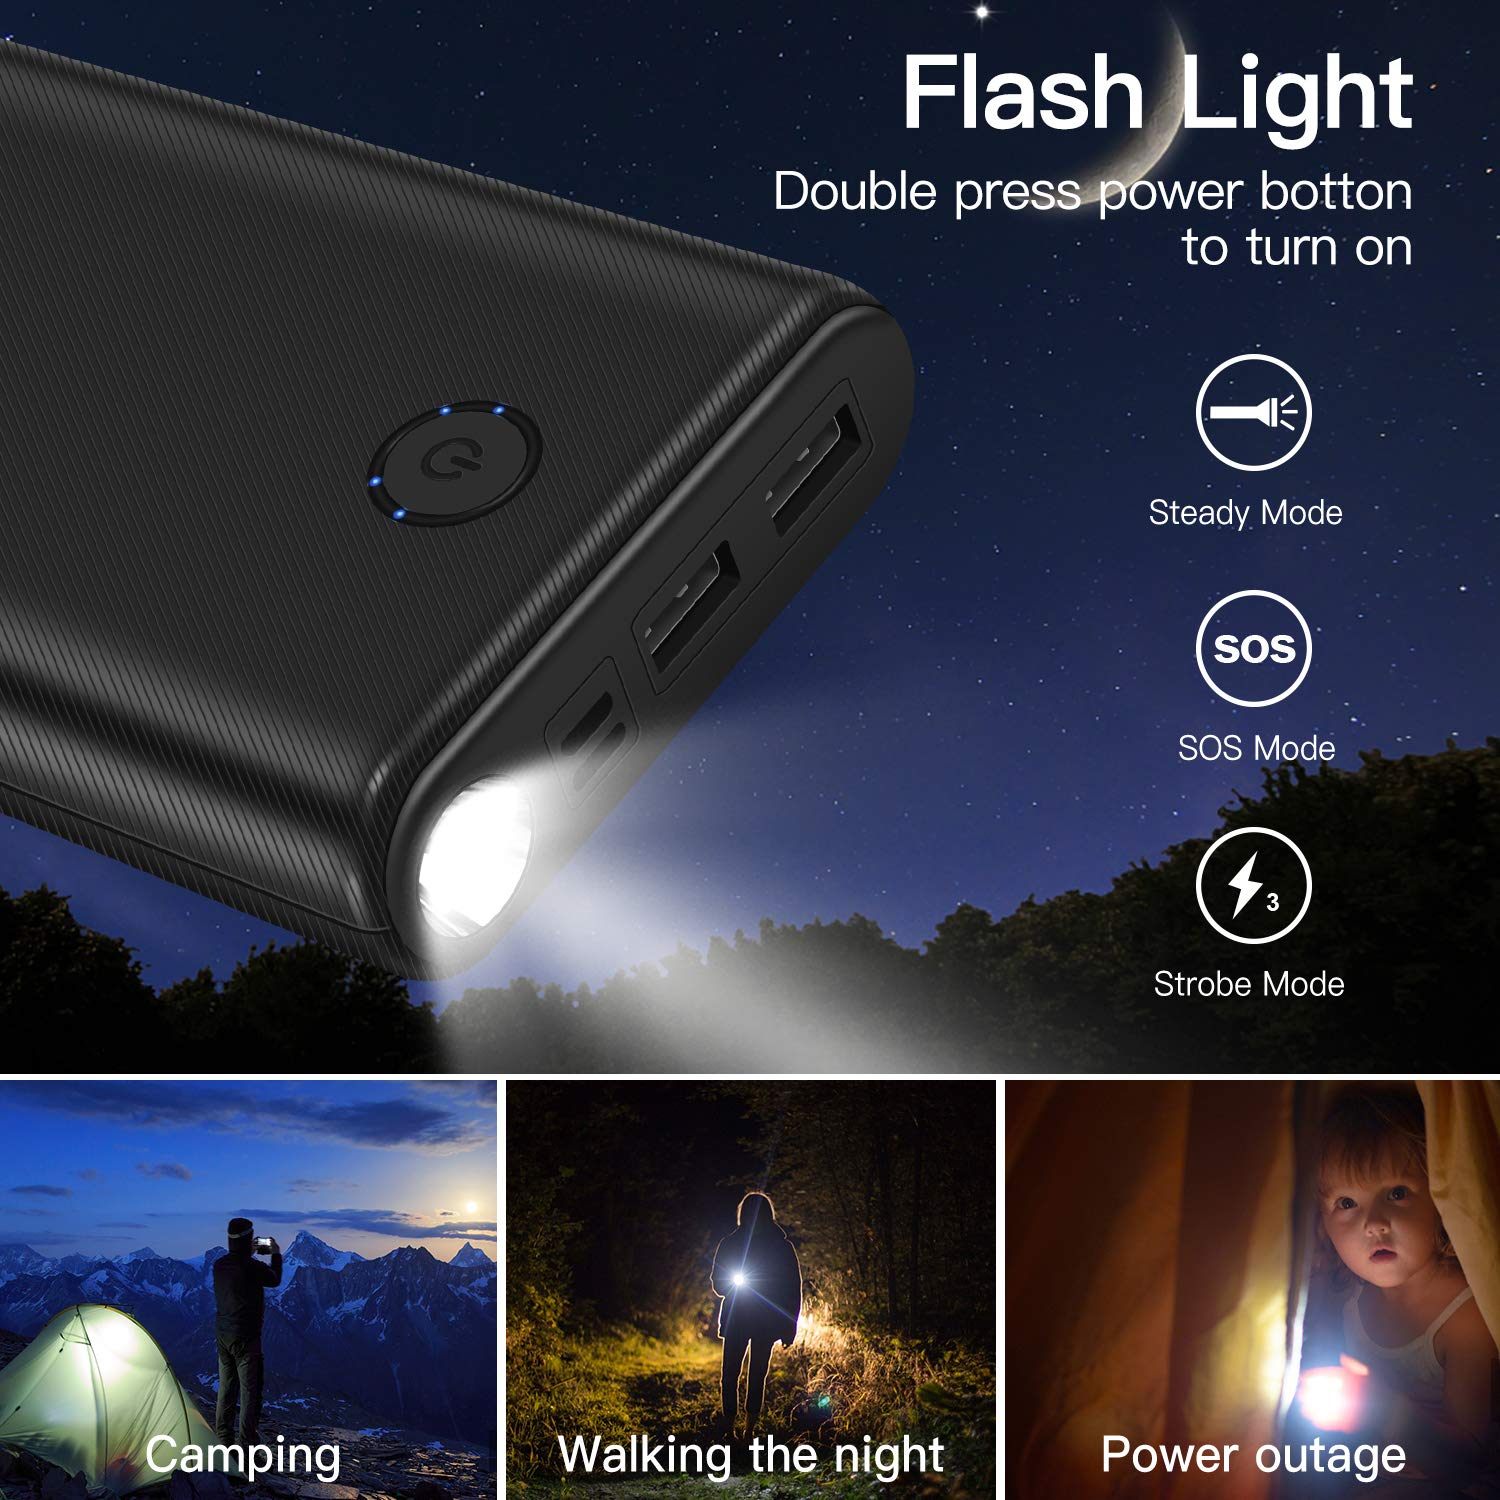 Flash Light
Double press power botton
to turn on
Steady Mode
SOS
SOS Mode
3
Strobe Mode
Camping
Walking the night
Power outage